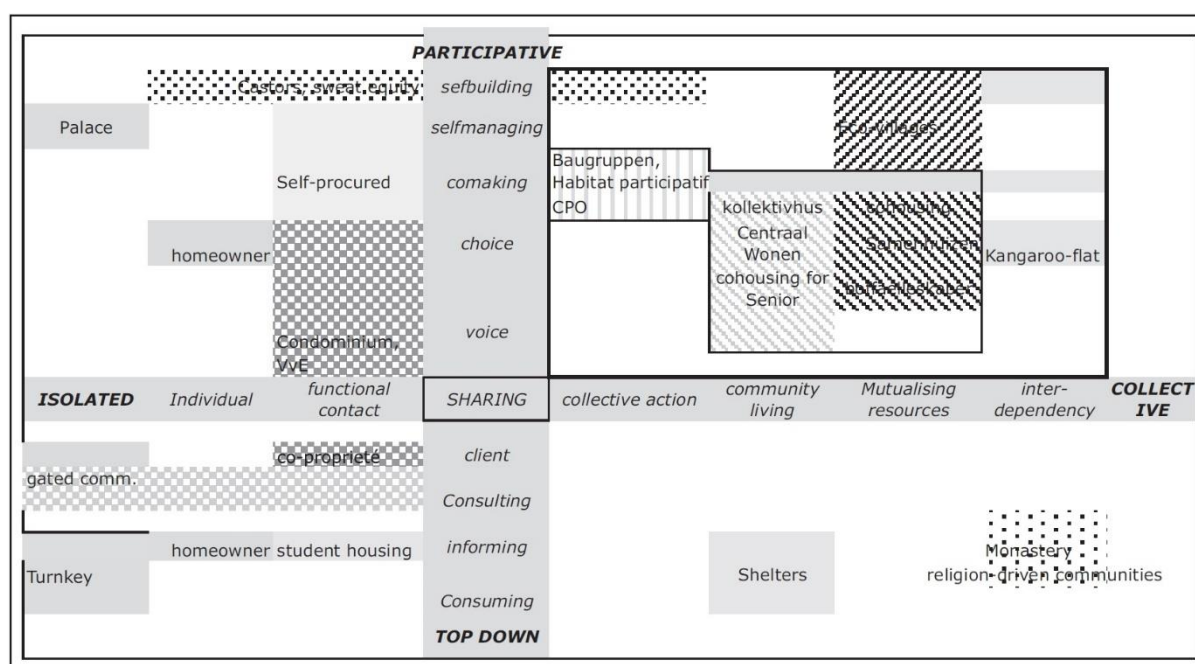 PARTICIPATIVE
Castors, sweat equity
sefbuilding
Palace
selfmanaging
Eco-villages
Self-procured
comaking
Baugruppen,
Habitat participatif
CPO
kollektivhus
cohousing
homeowner
choice
Centraal
Wonen
cohousing for
Senior
Samenhuizen
Kangaroo-flat
Condominium,
VvE
voice
ISOLATED
Individual
functional
contact
SHARING
collective action
community
living
Mutualising
resources
inter-
dependency
COLLECT
IVE
co-proprieté
client
gated comm.
Consulting
homeowner
student housing
informing
Turnkey
Shelters
Monastery
religion-driven communities
Consuming
TOP DOWN